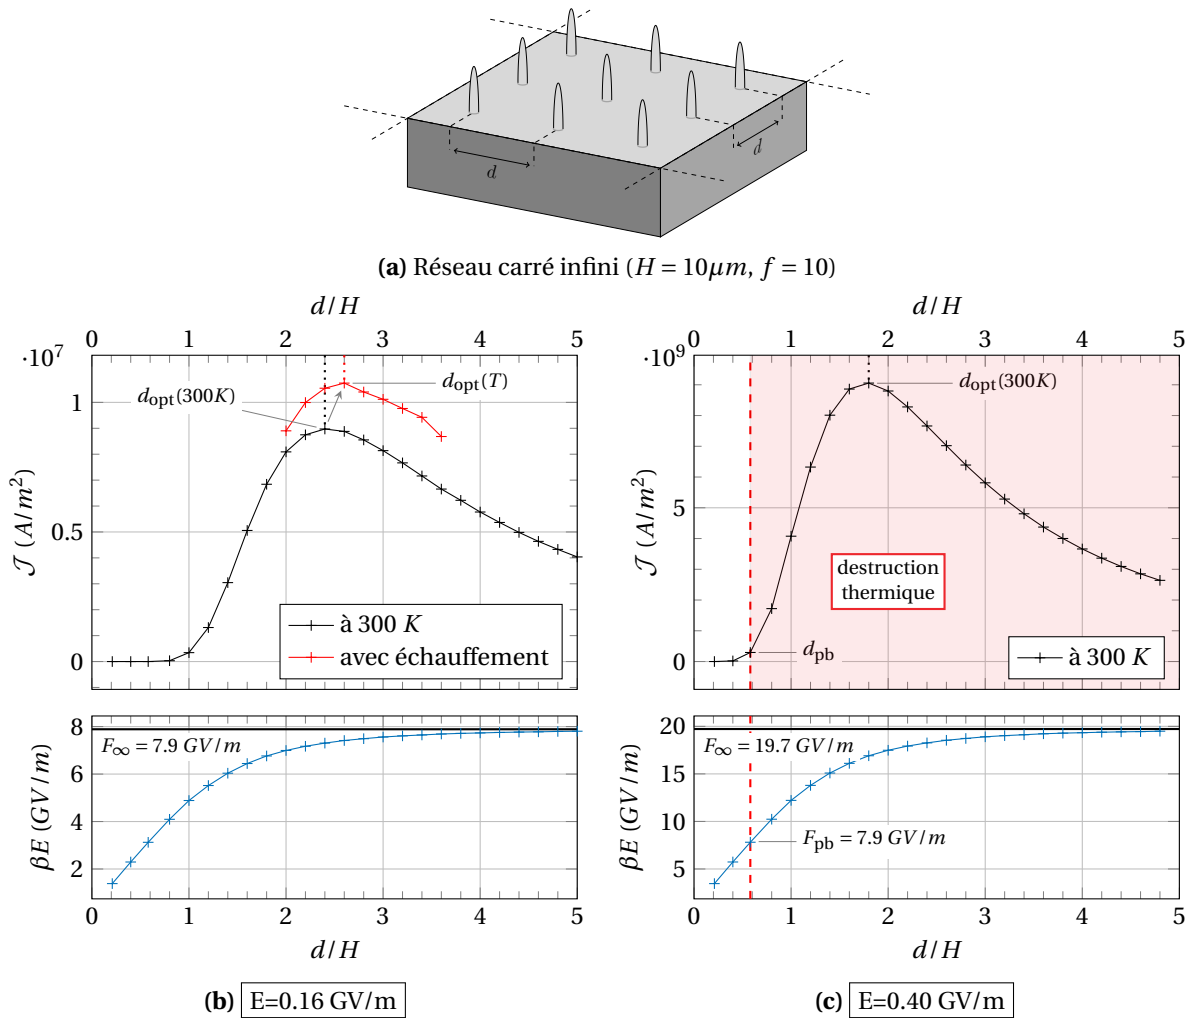 d
d
(a) Réseau carré infini (H = 10μm, f = 10)
d/H
0 1 2 3 4 5
·10^7
1
0.5
0
𝒥 (A/m^2)
d_opt(300K)
d_opt(T)
à 300 K
avec échauffement
8
6
4
2
βE (GV/m)
F_∞ = 7.9 GV/m
0 1 2 3 4 5
d/H
(b) E=0.16 GV/m
d/H
0 1 2 3 4 5
·10^9
5
0
𝒥 (A/m^2)
d_opt(300K)
destruction
thermique
d_pb
à 300 K
20
15
10
5
βE (GV/m)
F_∞ = 19.7 GV/m
F_pb = 7.9 GV/m
0 1 2 3 4 5
d/H
(c) E=0.40 GV/m